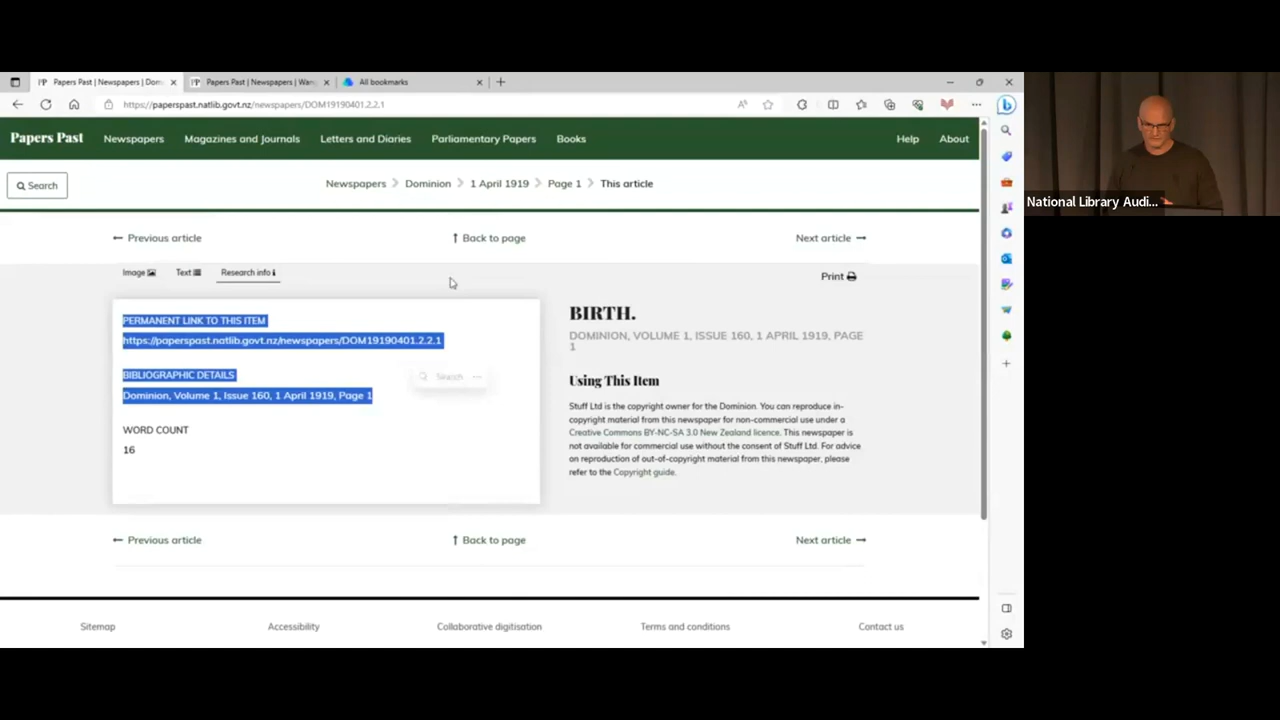 Papers Past | Newspapers | Dom
Papers Past | Newspapers | Wan
All bookmarks
https://paperspast.natlib.govt.nz/newspapers/DOM19190401.2.2.1
Papers Past
Newspapers
Magazines and Journals
Letters and Diaries
Parliamentary Papers
Books
Help
About
Search
Newspapers > Dominion > 1 April 1919 > Page 1 > This article
← Previous article
↑ Back to page
Next article →
Image
Text
Research info
Print
PERMANENT LINK TO THIS ITEM
https://paperspast.natlib.govt.nz/newspapers/DOM19190401.2.2.1
BIBLIOGRAPHIC DETAILS
Dominion, Volume 1, Issue 160, 1 April 1919, Page 1
Search ...
WORD COUNT
16
BIRTH.
DOMINION, VOLUME 1, ISSUE 160, 1 APRIL 1919, PAGE
1
Using This Item
Stuff Ltd is the copyright owner for the Dominion. You can reproduce in-
copyright material from this newspaper for non-commercial use under a
Creative Commons BY-NC-SA 3.0 New Zealand licence. This newspaper is
not available for commercial use without the consent of Stuff Ltd. For advice
on reproduction of out-of-copyright material from this newspaper, please
refer to the Copyright guide.
← Previous article
↑ Back to page
Next article →
Sitemap
Accessibility
Collaborative digitisation
Terms and conditions
Contact us
National Library Audi...